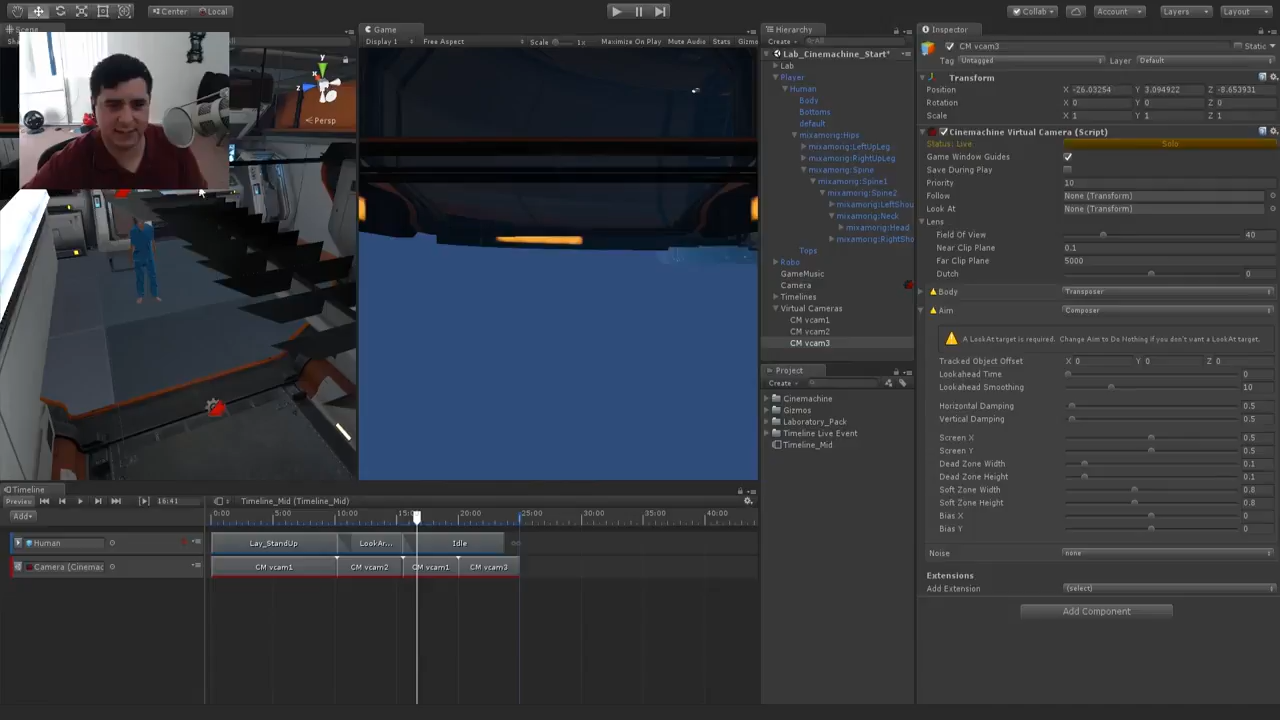 Center Local
Collab Account Layers Layout
Scene
Game
Hierarchy
Inspector
Display 1 Free Aspect Scale 1x Maximize On Play Mute Audio Stats Gizmo
Create All
CM vcam3 Static
Tag Untagged Layer Default
Lab_Cinemachine_Start*
Lab
Player
Human
Body
Bottoms
default
mixamorig:Hips
mixamorig:LeftUpLeg
mixamorig:RightUpLeg
mixamorig:Spine
mixamorig:Spine1
mixamorig:Spine2
mixamorig:LeftShou
mixamorig:Neck
mixamorig:Head
mixamorig:RightSho
Tops
Robo
GameMusic
Camera
Timelines
Virtual Cameras
CM vcam1
CM vcam2
CM vcam3
y
x
z
Persp
Transform
Position X -26.03254 Y 3.094922 Z -8.653931
Rotation X 0 Y 0 Z 0
Scale X 1 Y 1 Z 1
Cinemachine Virtual Camera (Script)
Status: Live Solo
Game Window Guides
Save During Play
Priority 10
Follow None (Transform)
Look At None (Transform)
Lens
Field Of View 40
Near Clip Plane 0.1
Far Clip Plane 5000
Dutch 0
Body Transposer
Aim Composer
A LookAt target is required. Change Aim to Do Nothing if you don't want a LookAt target.
Tracked Object Offset X 0 Y 0 Z 0
Lookahead Time 0
Lookahead Smoothing 10
Horizontal Damping 0.5
Vertical Damping 0.5
Screen X 0.5
Screen Y 0.5
Dead Zone Width 0.1
Dead Zone Height 0.1
Soft Zone Width 0.8
Soft Zone Height 0.8
Bias X 0
Bias Y 0
Noise none
Extensions
Add Extension (select)
Add Component
Project
Create
Cinemachine
Gizmos
Laboratory_Pack
Timeline Live Event
Timeline_Mid
Timeline
Preview 16:41 Timeline_Mid (Timeline_Mid)
Add 0:00 5:00 10:00 20:00 25:00 30:00 35:00 40:00
Human Lay_StandUp LookAr... Idle
Camera (Cinemac CM vcam1 CM vcam2 CM vcam1 CM vcam3